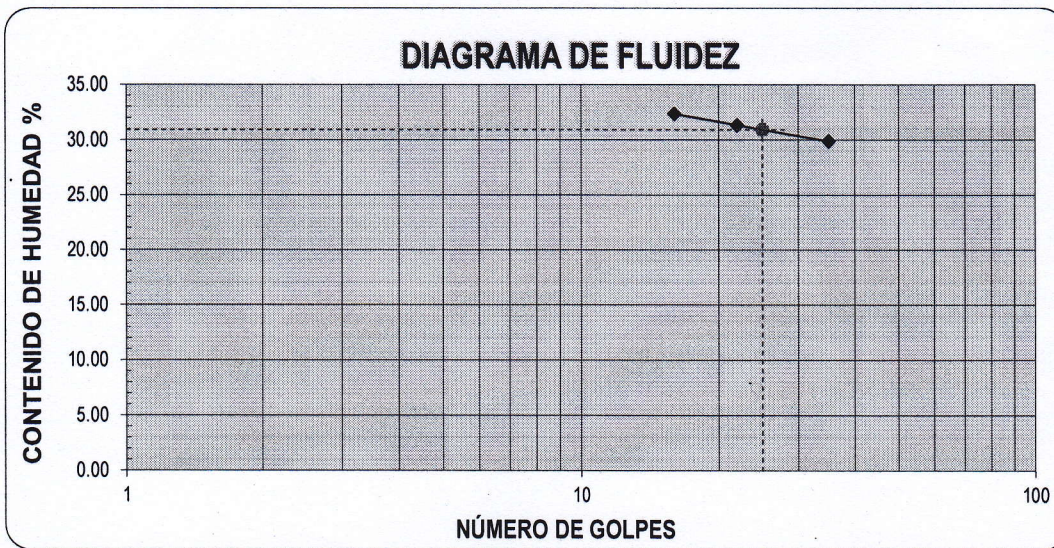 DIAGRAMA DE FLUIDEZ
CONTENIDO DE HUMEDAD %
35.00
30.00
25.00
20.00
15.00
10.00
5.00
0.00
1 10 100
NÚMERO DE GOLPES